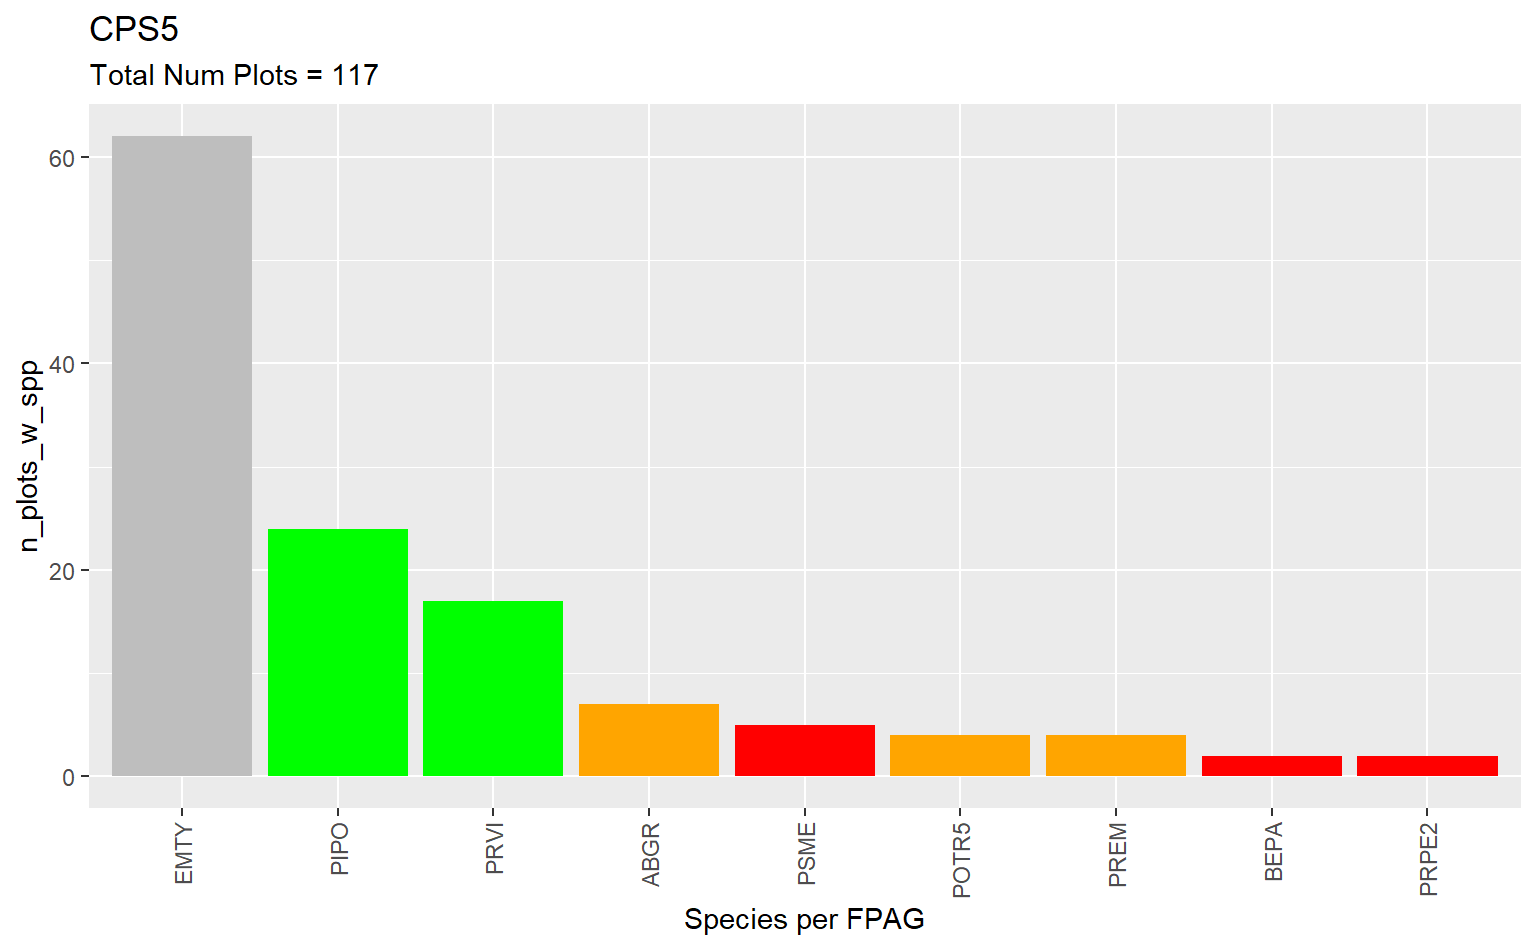 CPS5
Total Num Plots = 117
n_plots_w_spp
60
40
20
0
EMTY
PIPO
PRVI
ABGR
PSME
POTR5
PREM
BEPA
PRPE2
Species per FPAG